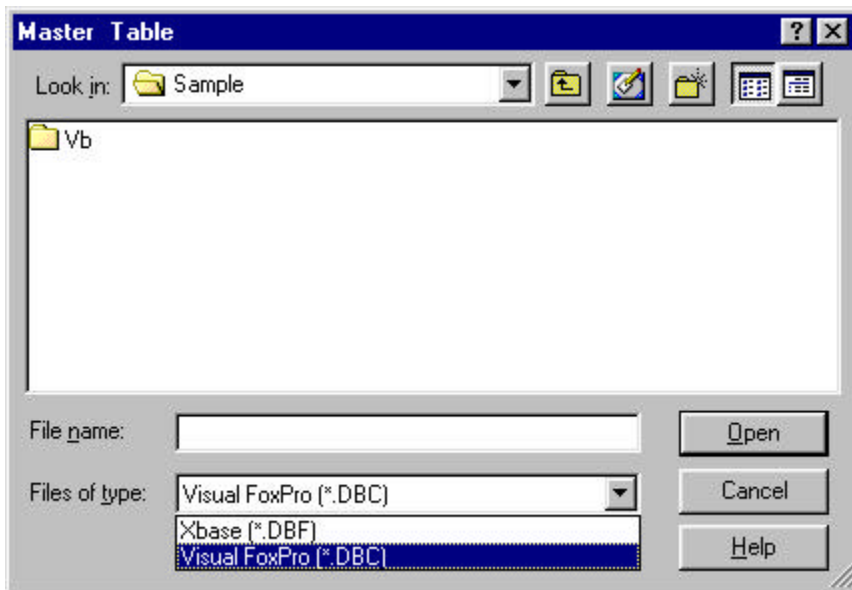 Master Table
Look in: Sample
Vb
File name:
Open
Files of type: Visual FoxPro (*.DBC)
Cancel
Xbase (*.DBF)
Visual FoxPro (*.DBC)
Help